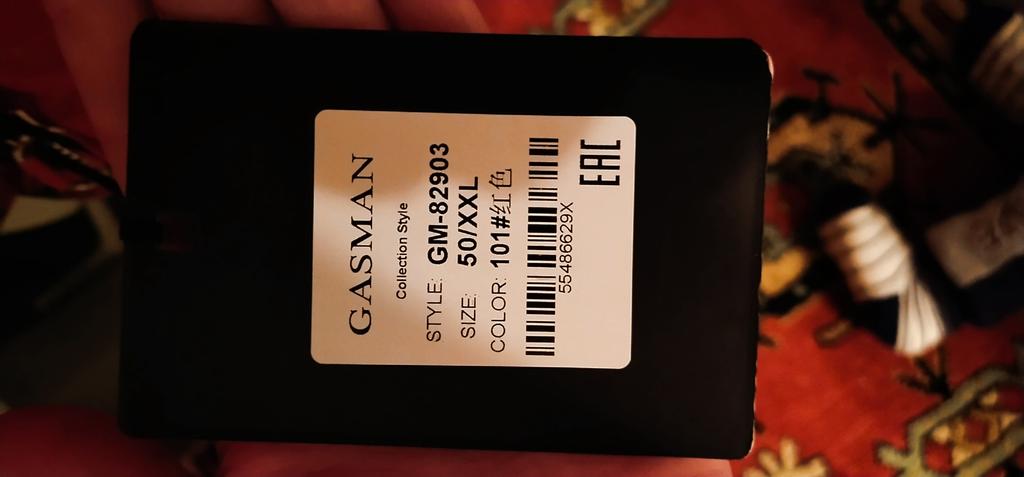 GASMAN
Collection Style
STYLE: GM-82903
SIZE: 50/XXL
COLOR: 101#红色
55486629X
EAC